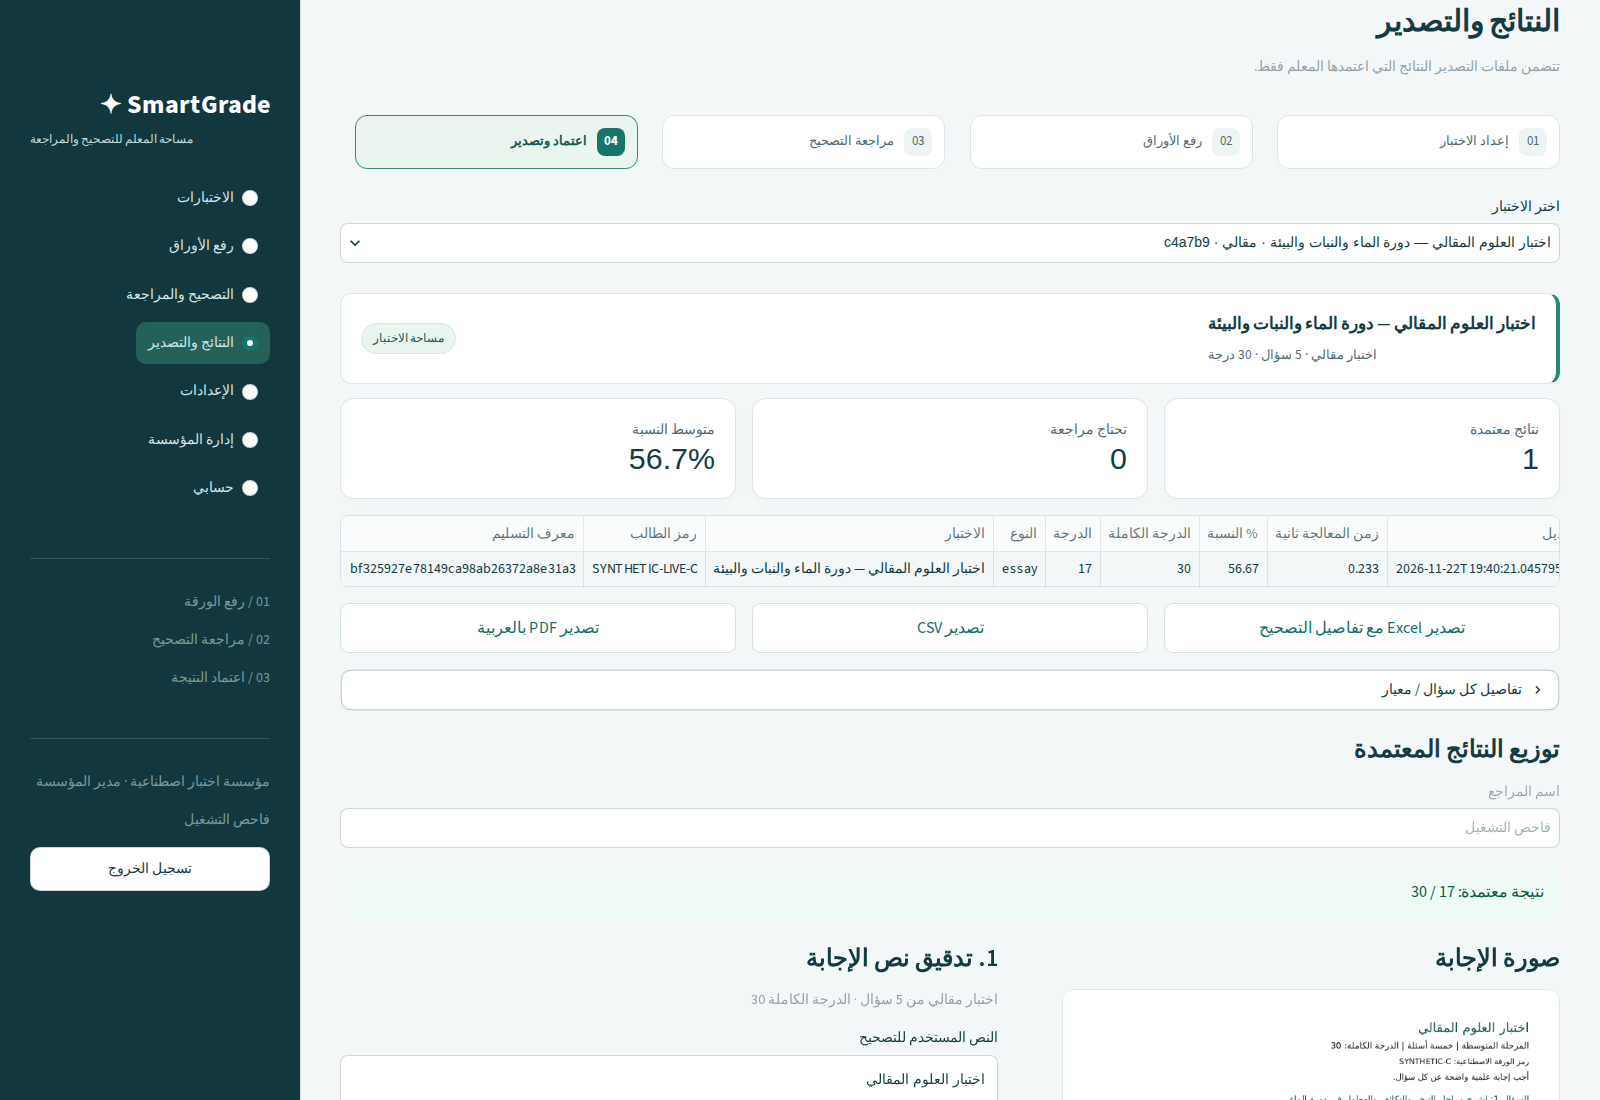 SmartGrade ✦
مساحة المعلم للتصحيح والمراجعة
الاختبارات
رفع الأوراق
التصحيح والمراجعة
النتائج والتصدير
الإعدادات
إدارة المؤسسة
حسابي
01 / رفع الورقة
02 / مراجعة التصحيح
03 / اعتماد النتيجة
مؤسسة اختبار اصطناعية · مدير المؤسسة
فاحص التشغيل
تسجيل الخروج
النتائج والتصدير
تتضمن ملفات التصدير النتائج التي اعتمدها المعلم فقط.
01 إعداد الاختبار
02 رفع الأوراق
03 مراجعة التصحيح
04 اعتماد وتصدير
اختر الاختبار
اختبار العلوم المقالي — دورة الماء والنبات والبيئة · مقالي · c4a7b9
اختبار العلوم المقالي — دورة الماء والنبات والبيئة
اختبار مقالي · 5 سؤال · 30 درجة
مساحة الاختبار
نتائج معتمدة
1
تحتاج مراجعة
0
متوسط النسبة
56.7%
معرف التسليم رمز الطالب الاختبار النوع الدرجة الدرجة الكاملة النسبة % زمن المعالجة ثانية
bf325927e78149ca98ab26372a8e31a3 SYNTHETIC-LIVE-C اختبار العلوم المقالي — دورة الماء والنبات والبيئة essay 17 30 56.67 0.233 2026-11-22T19:40:21.045795
تصدير Excel مع تفاصيل التصحيح
تصدير CSV
تصدير PDF بالعربية
تفاصيل كل سؤال / معيار
توزيع النتائج المعتمدة
اسم المراجع
فاحص التشغيل
نتيجة معتمدة: 17 / 30
صورة الإجابة
اختبار العلوم المقالي
المرحلة المتوسطة | خمسة أسئلة | الدرجة الكاملة: 30
رمز الورقة الاصطناعية: SYNTHETIC-C
أجب إجابة علمية واضحة عن كل سؤال.
1. تدقيق نص الإجابة
اختبار مقالي من 5 سؤال · الدرجة الكاملة 30
النص المستخدم للتصحيح
اختبار العلوم المقالي